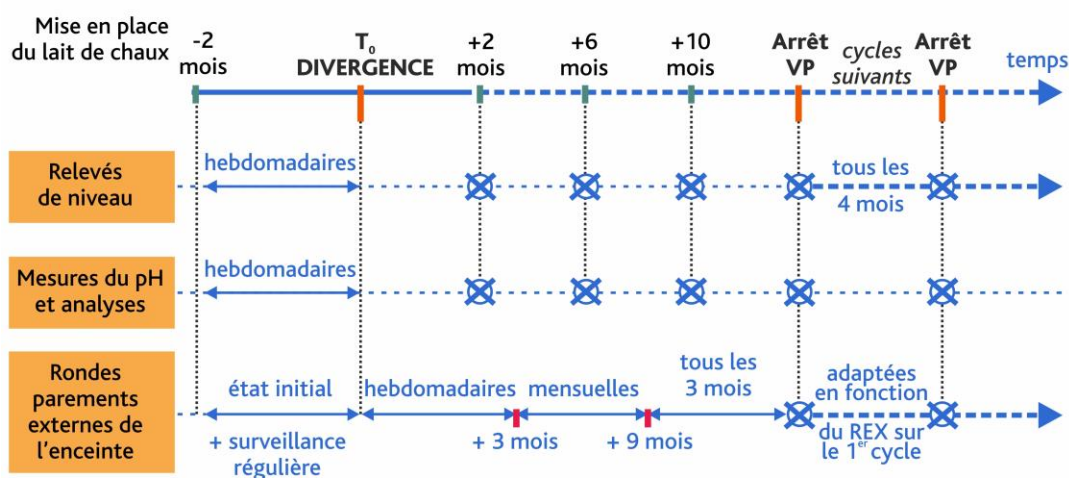 Mise en place
du lait de chaux
-2
mois
T0
DIVERGENCE
+2
mois
+6
mois
+10
mois
Arrêt
VP
cycles
suivants
Arrêt
VP
temps
Relevés
de niveau
hebdomadaires
tous les
4 mois
Mesures du pH
et analyses
hebdomadaires
Rondes
parements
externes de
l'enceinte
état initial
+ surveillance
régulière
hebdomadaires
+ 3 mois
mensuelles
+ 9 mois
tous les
3 mois
adaptées
en fonction
du REX sur
le 1er cycle